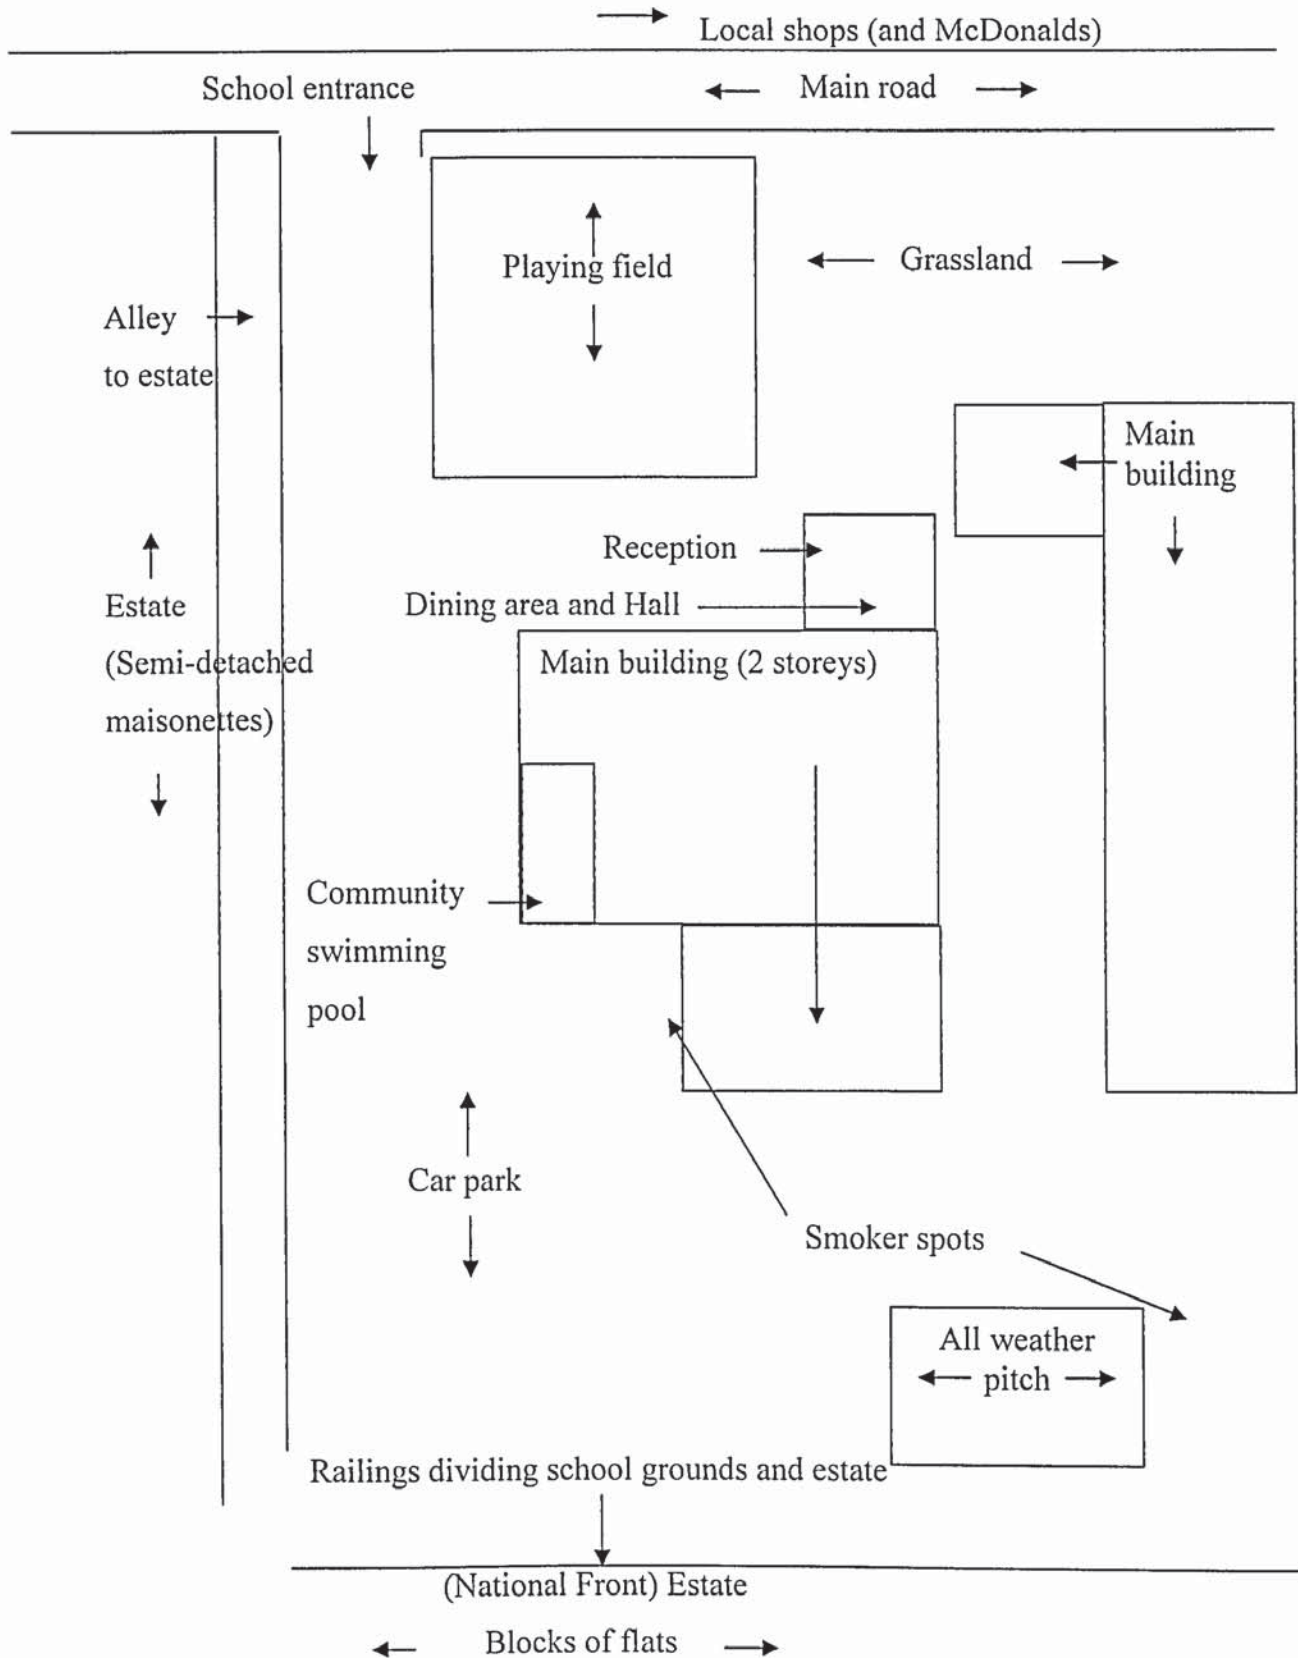 Local shops (and McDonalds)
School entrance
Main road
Playing field
Grassland
Alley
to estate
Main
building
Reception
Estate
Dining area and Hall
(Semi-detached
Main building (2 storeys)
maisonettes)
Community
swimming
pool
Car park
Smoker spots
All weather
pitch
Railings dividing school grounds and estate
(National Front) Estate
Blocks of flats